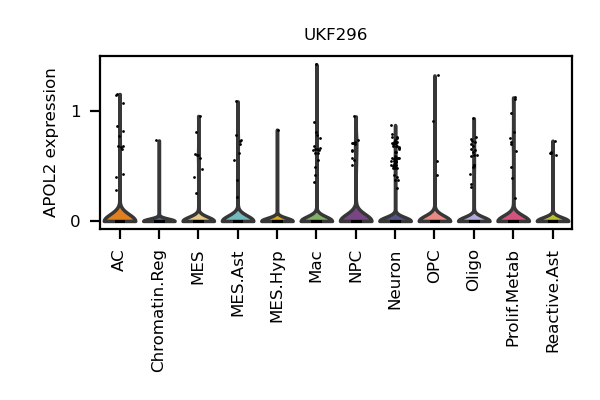 UKF296
APOL2 expression
1
0
AC
Chromatin.Reg
MES
MES.Ast
MES.Hyp
Mac
NPC
Neuron
OPC
Oligo
Prolif.Metab
Reactive.Ast